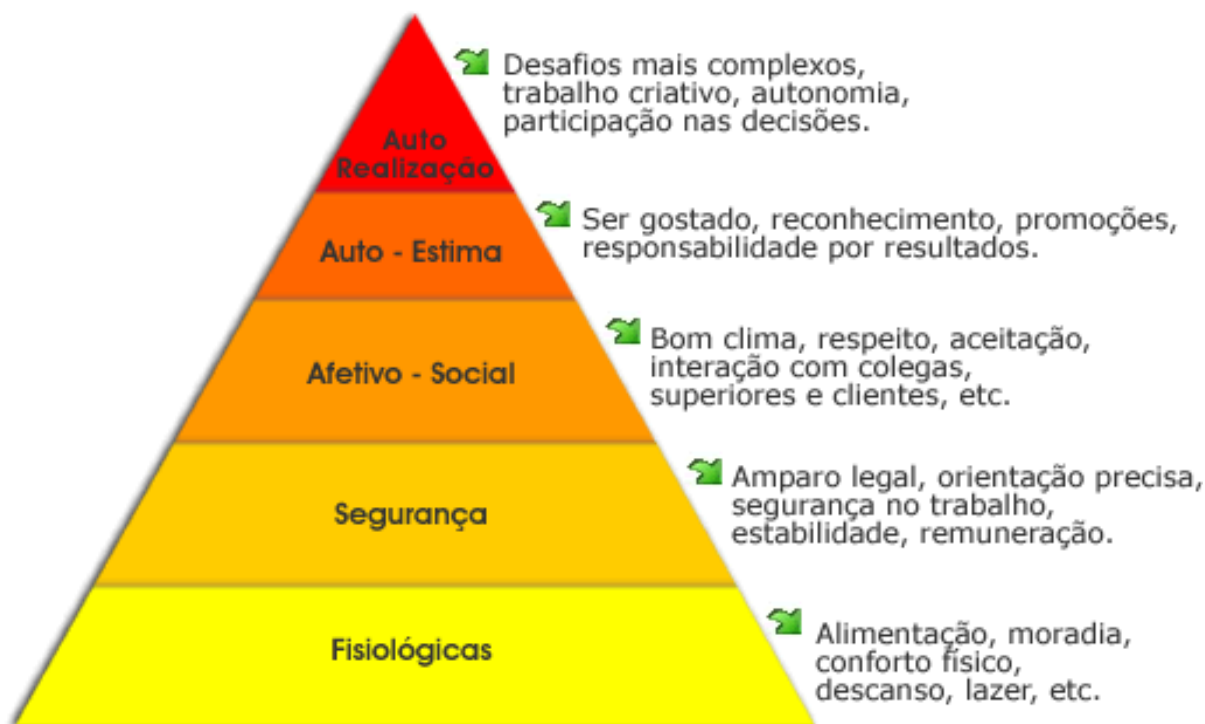 Desafios mais complexos,
trabalho criativo, autonomia,
participação nas decisões.
Auto
Realização
Ser gostado, reconhecimento, promoções,
responsabilidade por resultados.
Auto - Estima
Bom clima, respeito, aceitação,
interação com colegas,
superiores e clientes, etc.
Afetivo - Social
Amparo legal, orientação precisa,
segurança no trabalho,
estabilidade, remuneração.
Segurança
Alimentação, moradia,
conforto físico,
descanso, lazer, etc.
Fisiológicas